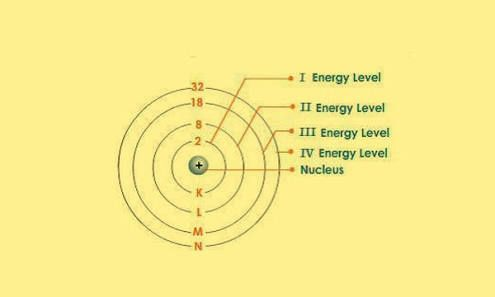 I Energy Level
32
18
II Energy Level
8
III Energy Level
2
IV Energy Level
+
Nucleus
K
L
M
N